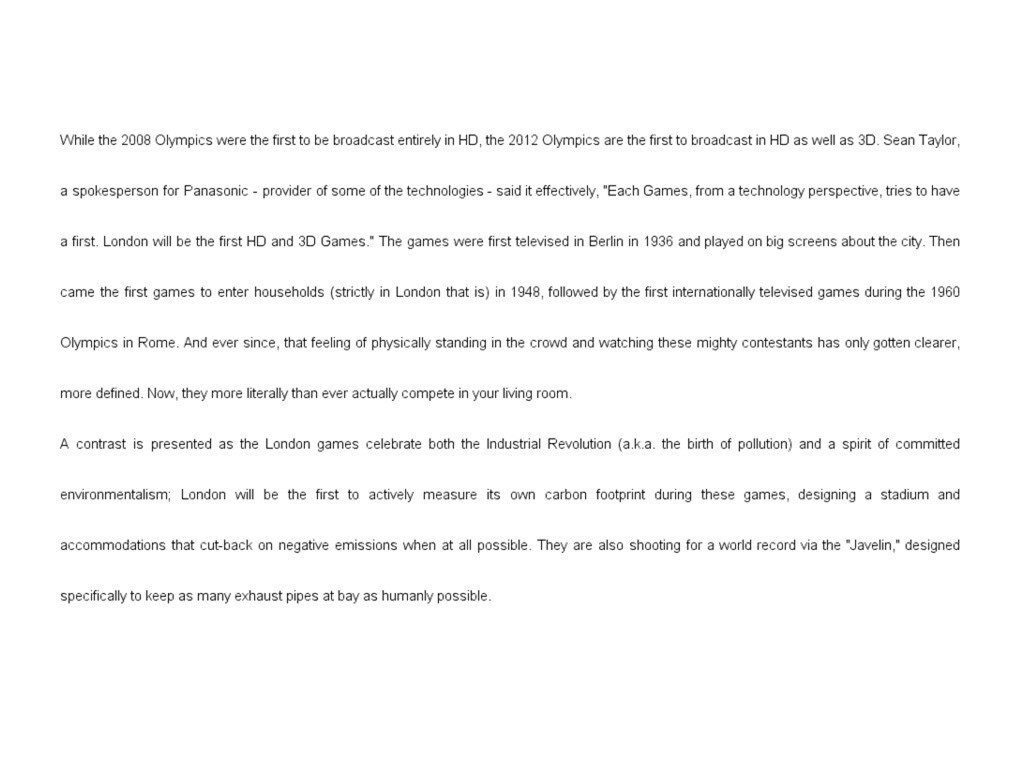 While the 2008 Olympics were the first to be broadcast entirely in HD, the 2012 Olympics are the first to broadcast in HD as well as 3D. Sean Taylor,
a spokesperson for Panasonic - provider of some of the technologies - said it effectively, "Each Games, from a technology perspective, tries to have
a first. London will be the first HD and 3D Games." The games were first televised in Berlin in 1936 and played on big screens about the city. Then
came the first games to enter households (strictly in London that is) in 1948, followed by the first internationally televised games during the 1960
Olympics in Rome. And ever since, that feeling of physically standing in the crowd and watching these mighty contestants has only gotten clearer,
more defined. Now, they more literally than ever actually compete in your living room.
A contrast is presented as the London games celebrate both the Industrial Revolution (a.k.a. the birth of pollution) and a spirit of committed
environmentalism; London will be the first to actively measure its own carbon footprint during these games, designing a stadium and
accommodations that cut-back on negative emissions when at all possible. They are also shooting for a world record via the "Javelin," designed
specifically to keep as many exhaust pipes at bay as humanly possible.